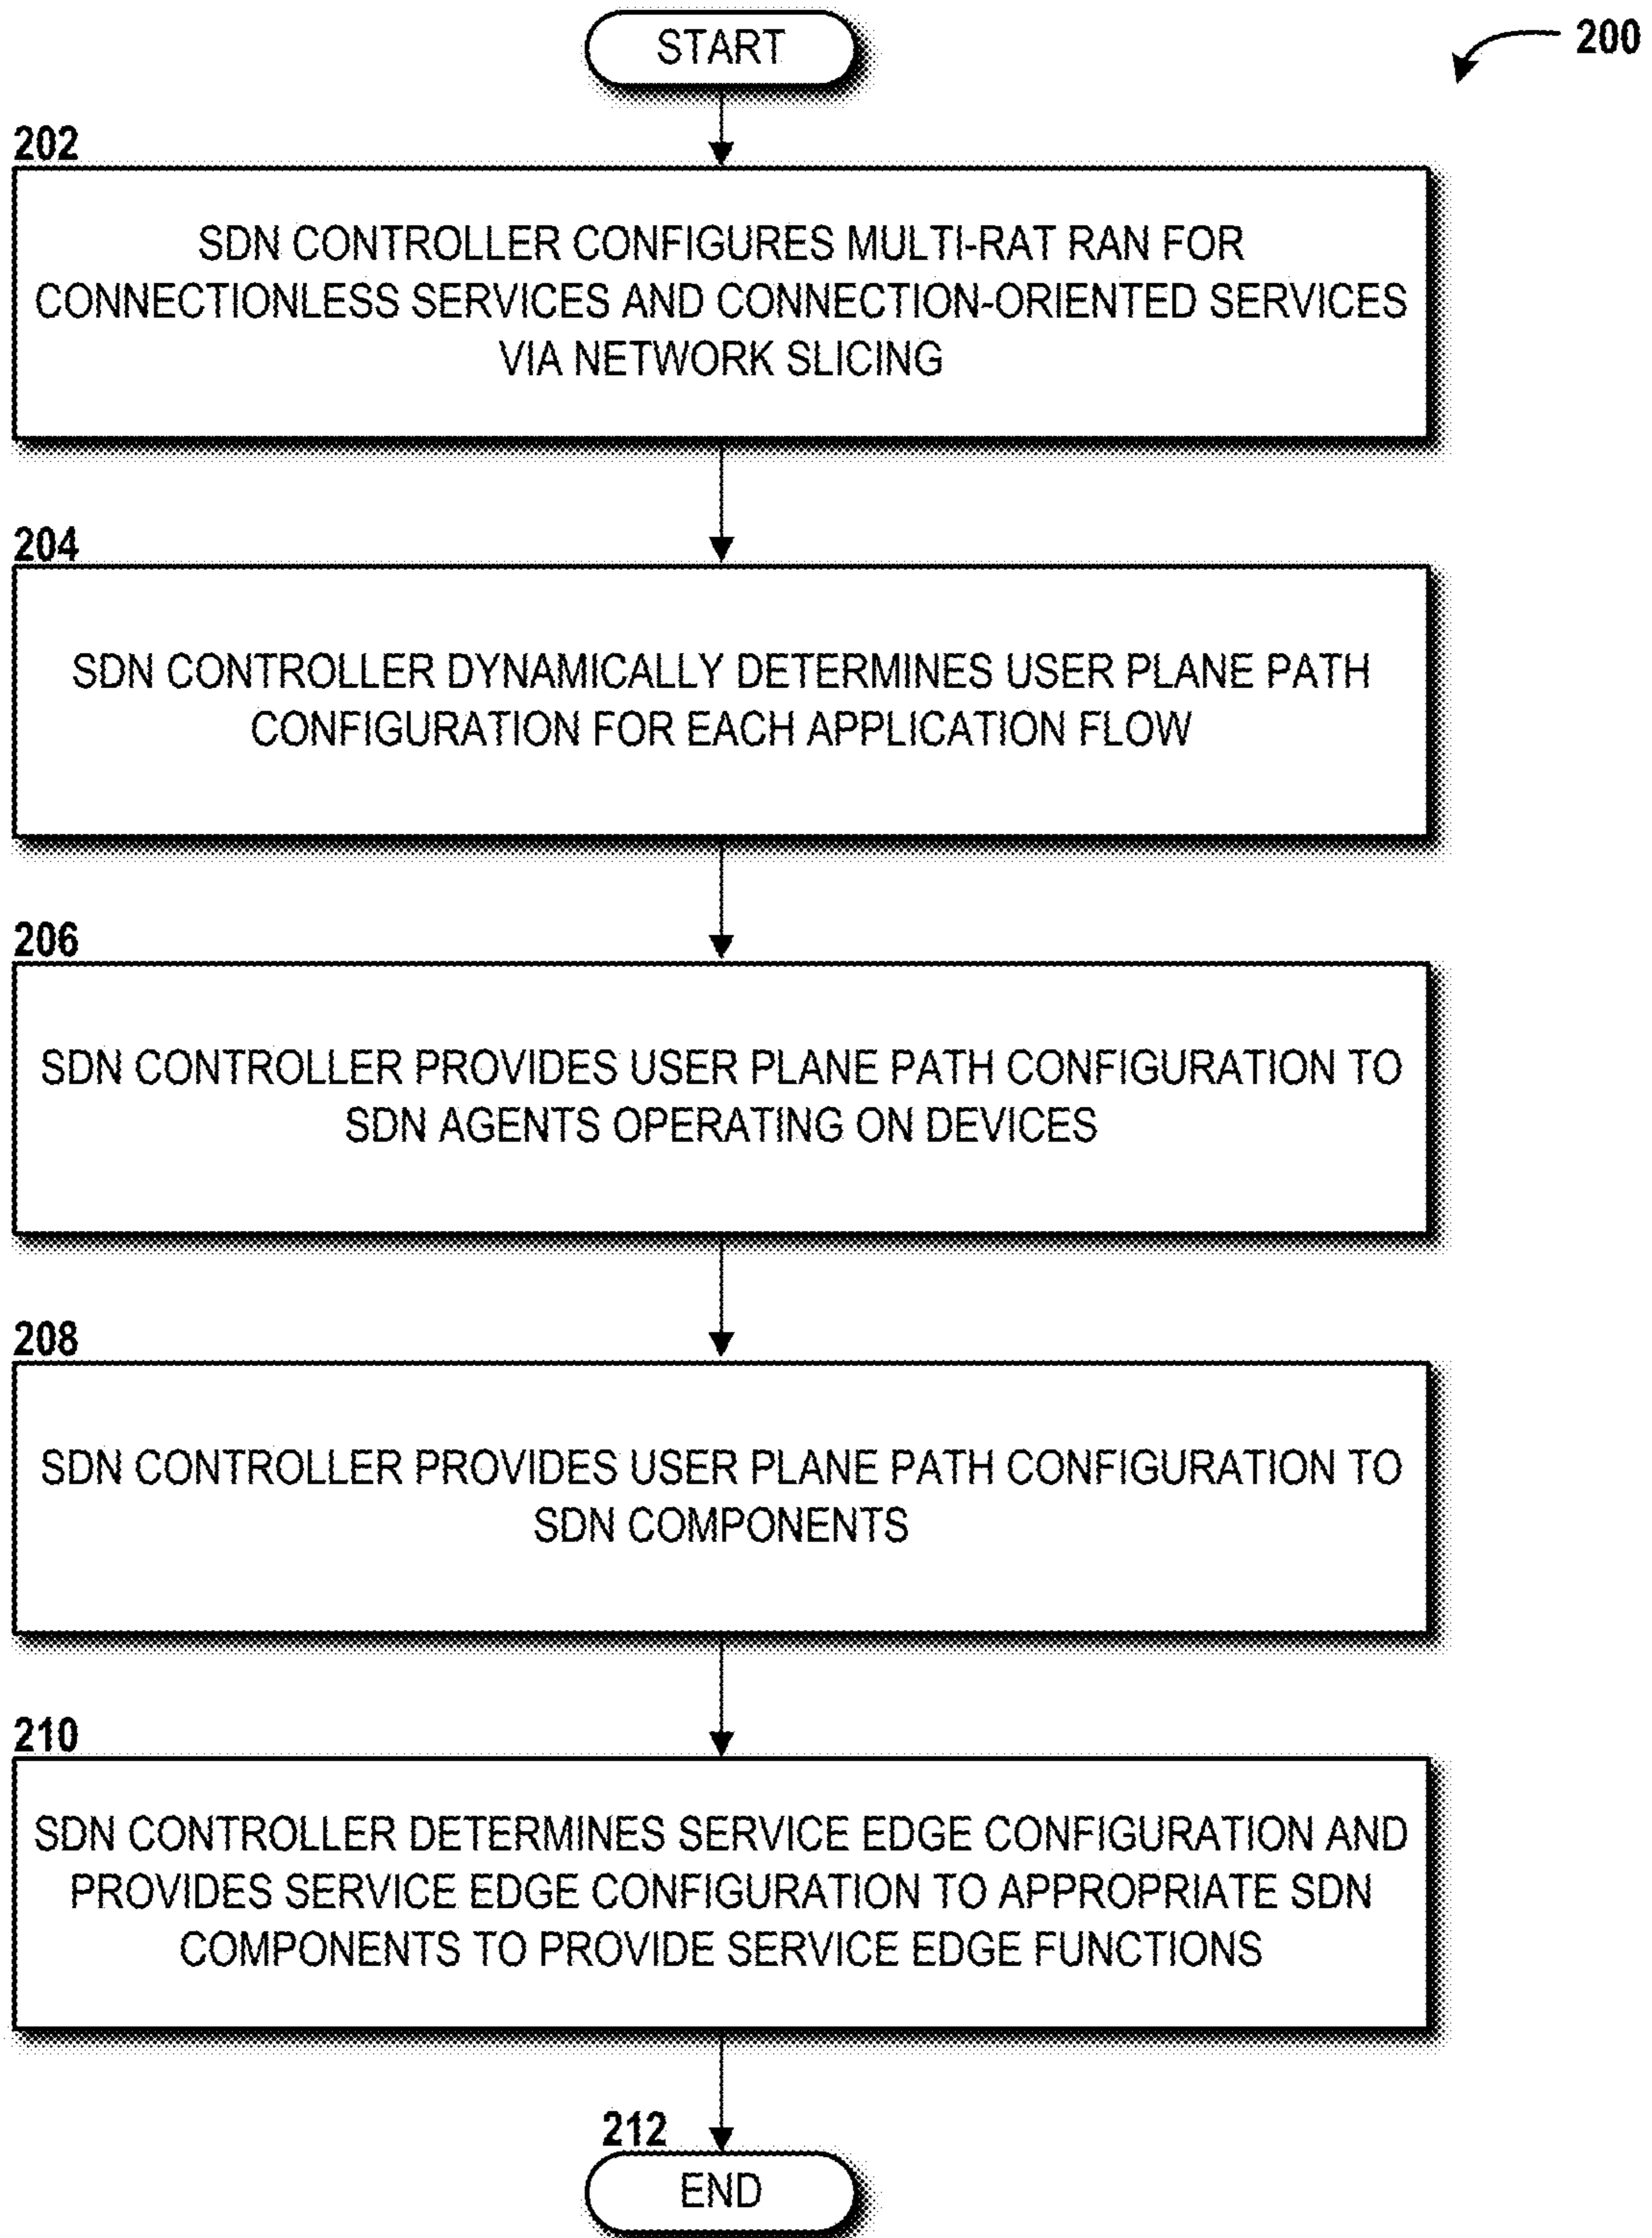 START
200
202
SDN CONTROLLER CONFIGURES MULTI-RAT RAN FOR
CONNECTIONLESS SERVICES AND CONNECTION-ORIENTED SERVICES
VIA NETWORK SLICING
204
SDN CONTROLLER DYNAMICALLY DETERMINES USER PLANE PATH
CONFIGURATION FOR EACH APPLICATION FLOW
206
SDN CONTROLLER PROVIDES USER PLANE PATH CONFIGURATION TO
SDN AGENTS OPERATING ON DEVICES
208
SDN CONTROLLER PROVIDES USER PLANE PATH CONFIGURATION TO
SDN COMPONENTS
210
SDN CONTROLLER DETERMINES SERVICE EDGE CONFIGURATION AND
PROVIDES SERVICE EDGE CONFIGURATION TO APPROPRIATE SDN
COMPONENTS TO PROVIDE SERVICE EDGE FUNCTIONS
212
END